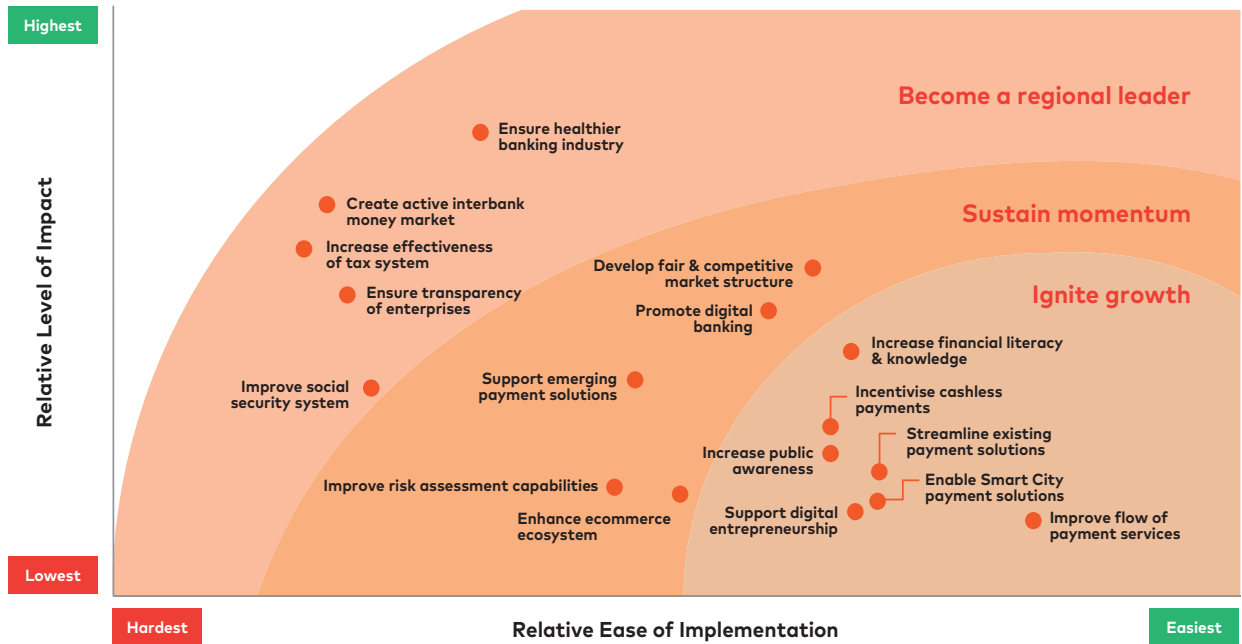 Highest
Become a regional leader
Ensure healthier
banking industry
Relative Level of Impact
Create active interbank
money market
Sustain momentum
Increase effectiveness
of tax system
Develop fair & competitive
market structure
Ensure transparency
of enterprises
Ignite growth
Promote digital
banking
Increase financial literacy
& knowledge
Improve social
security system
Support emerging
payment solutions
Incentivise cashless
payments
Streamline existing
payment solutions
Increase public
awareness
Improve risk assessment capabilities
Enable Smart City
payment solutions
Enhance ecommerce
ecosystem
Support digital
entrepreneurship
Improve flow of
payment services
Lowest
Hardest
Relative Ease of Implementation
Easiest